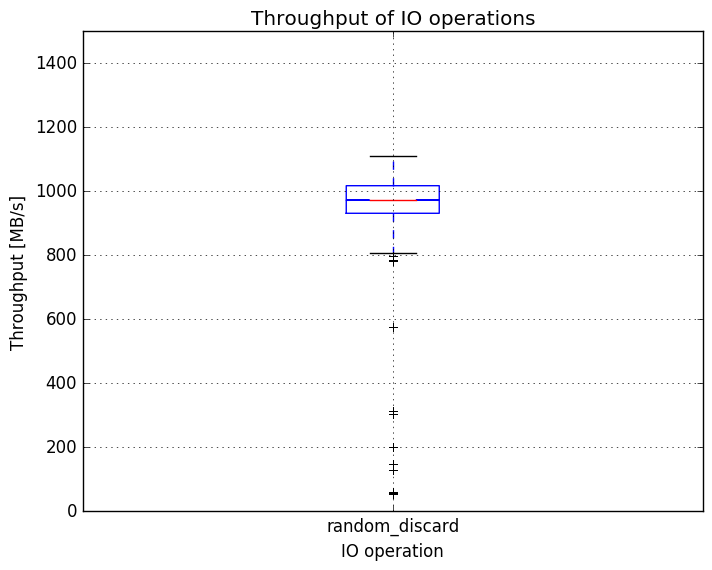 Throughput of IO operations
1400
1200
1000
800
600
400
200
0
Throughput [MB/s]
random_discard
IO operation